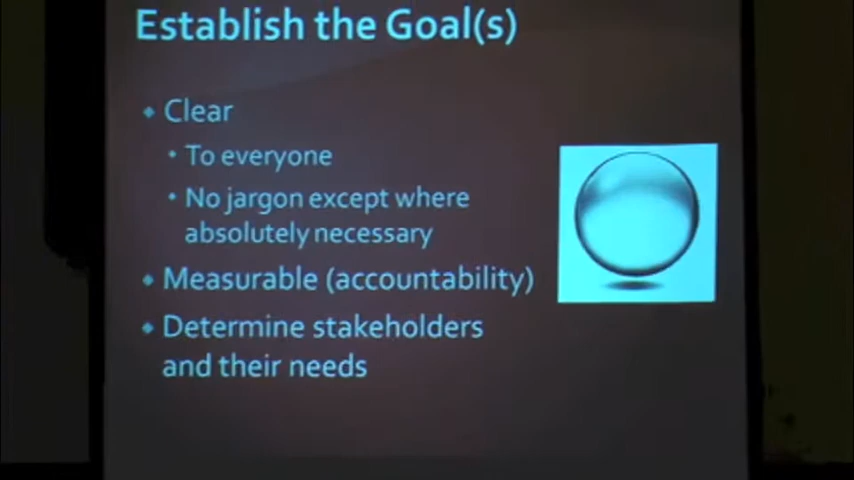 Establish the Goal(s)
Clear
To everyone
No jargon except where
absolutely necessary
Measurable (accountability)
Determine stakeholders
and their needs